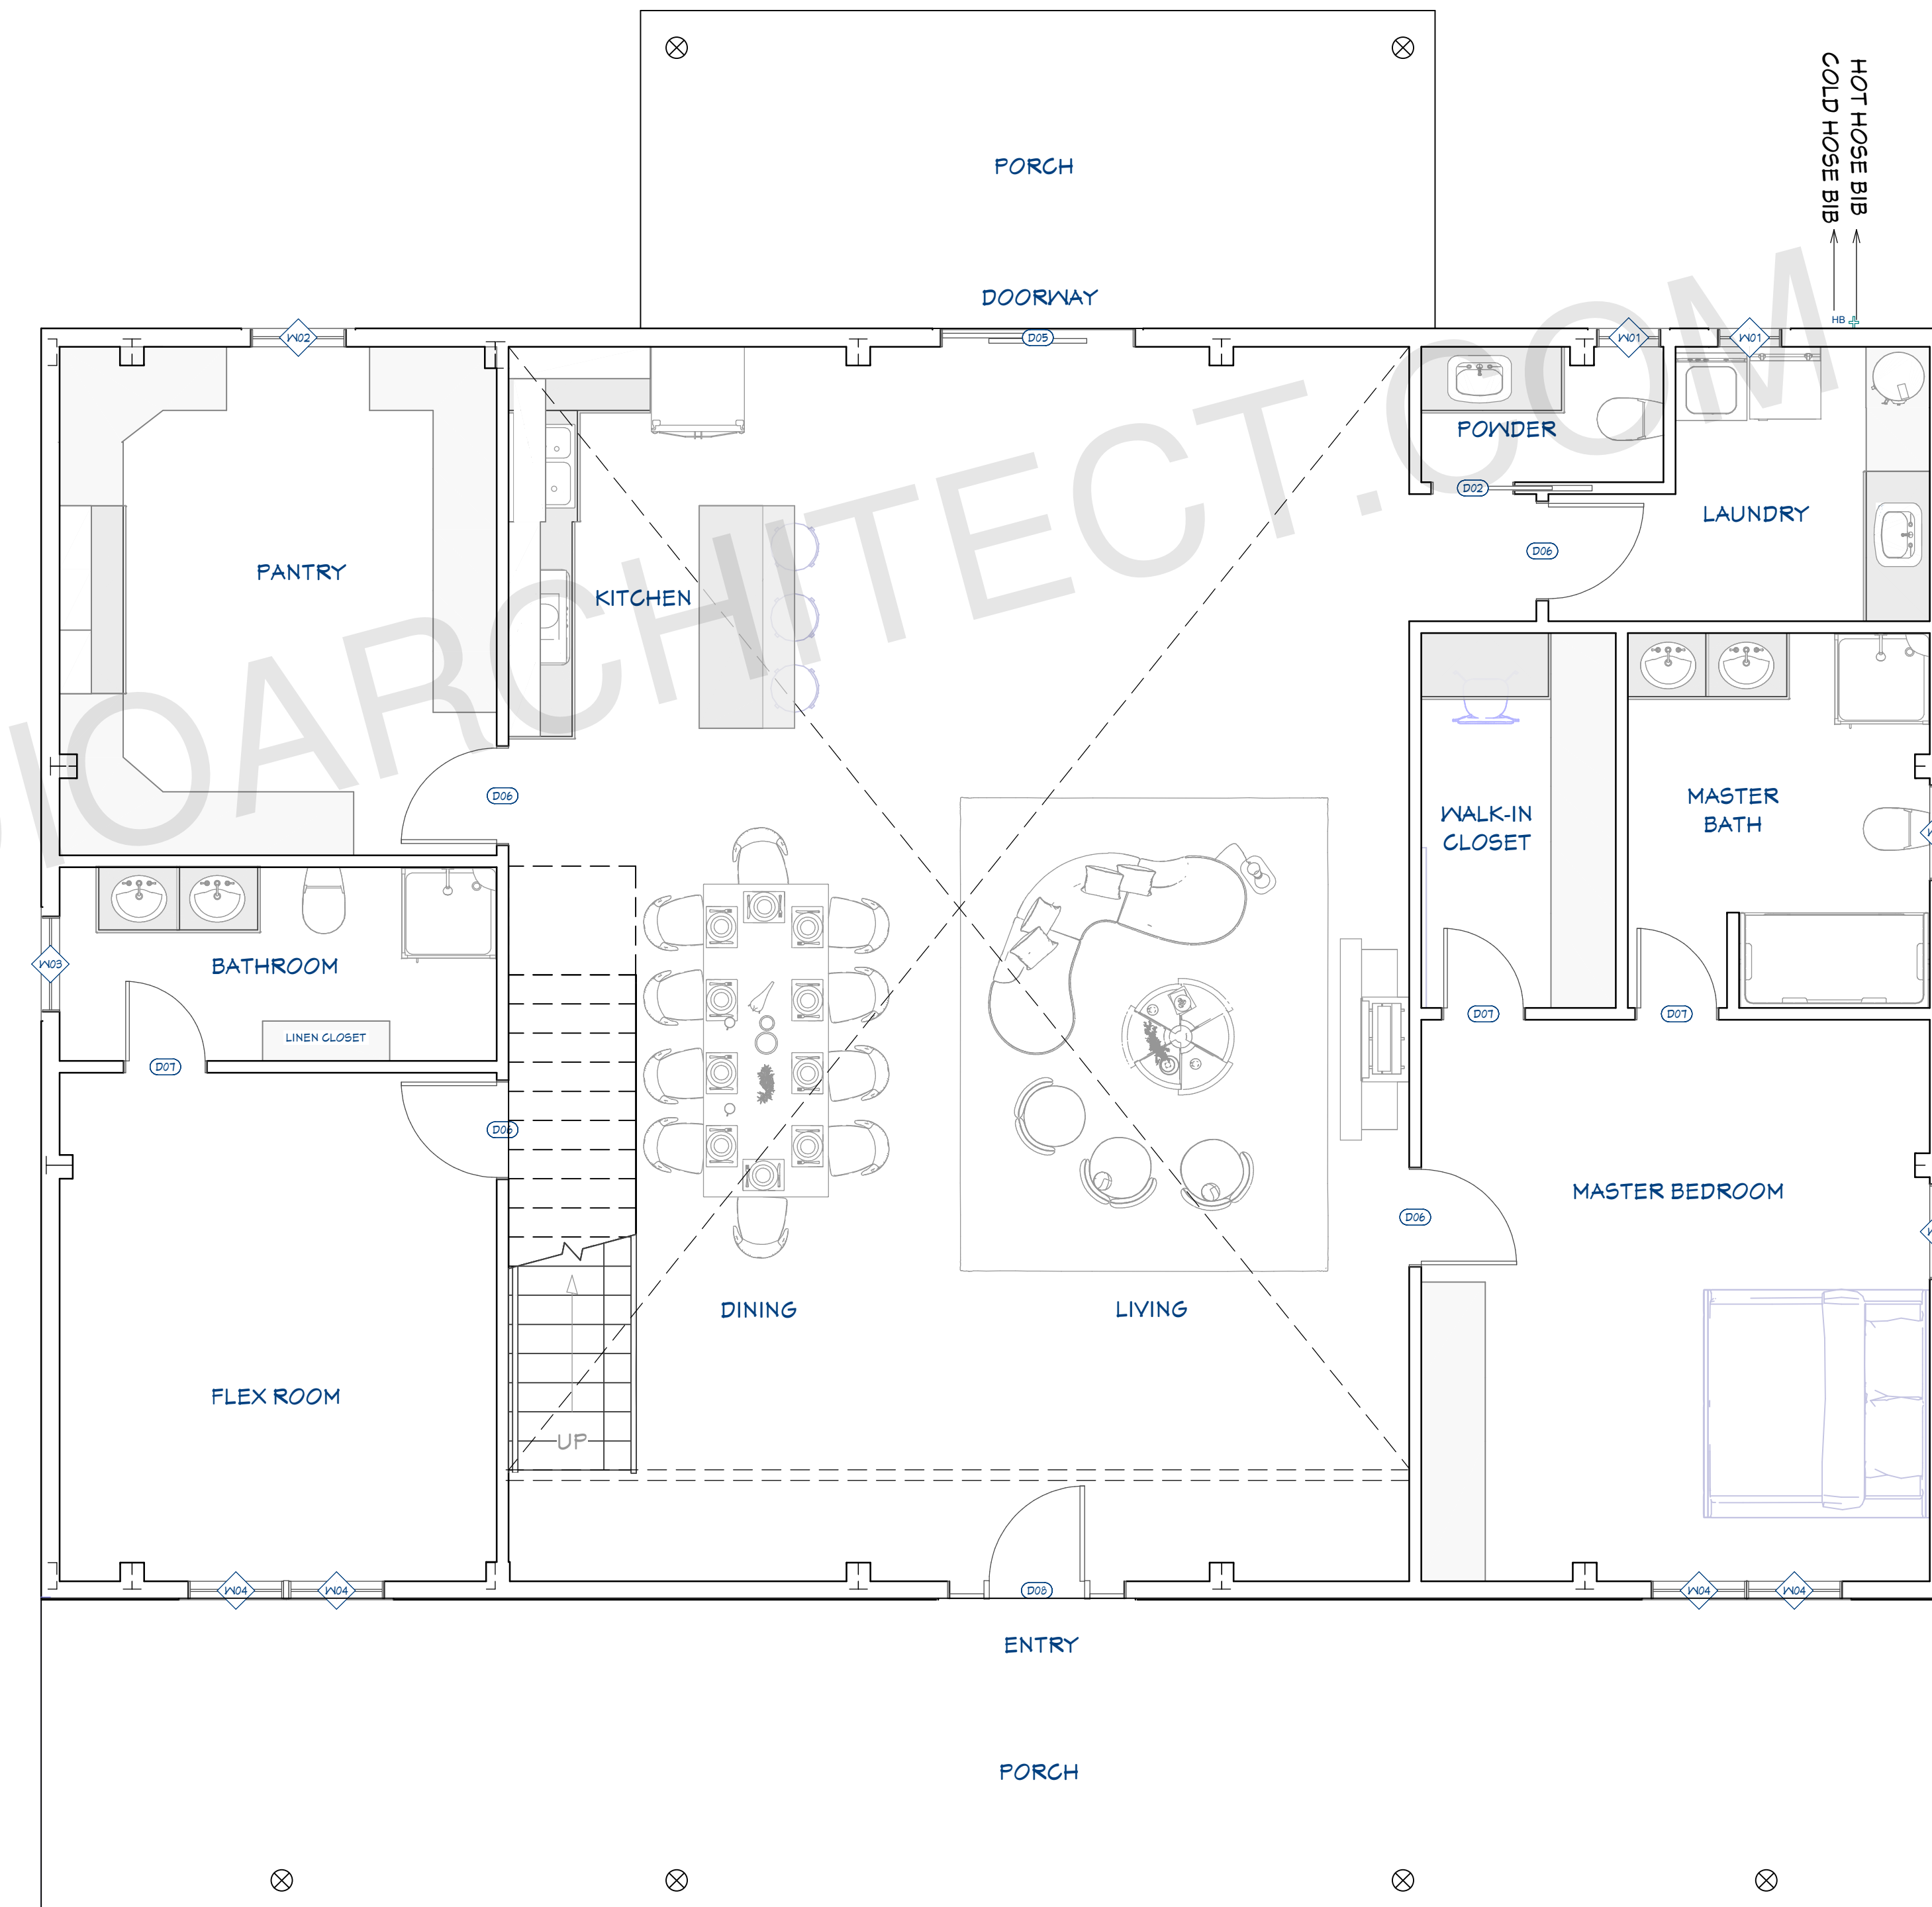 HOT HOSE BIB
COLD HOSE BIB
PORCH
DOORWAY
HB
W02
D05
W01
W01
POWDER
D02
LAUNDRY
D06
PANTRY
KITCHEN
D06
WALK-IN
CLOSET
MASTER
BATH
BATHROOM
W03
LINEN CLOSET
D07
D07
D07
D06
MASTER BEDROOM
D06
DINING
LIVING
FLEX ROOM
UP
W04
W04
D08
W04
W04
ENTRY
PORCH
IOARCHITECT.COM